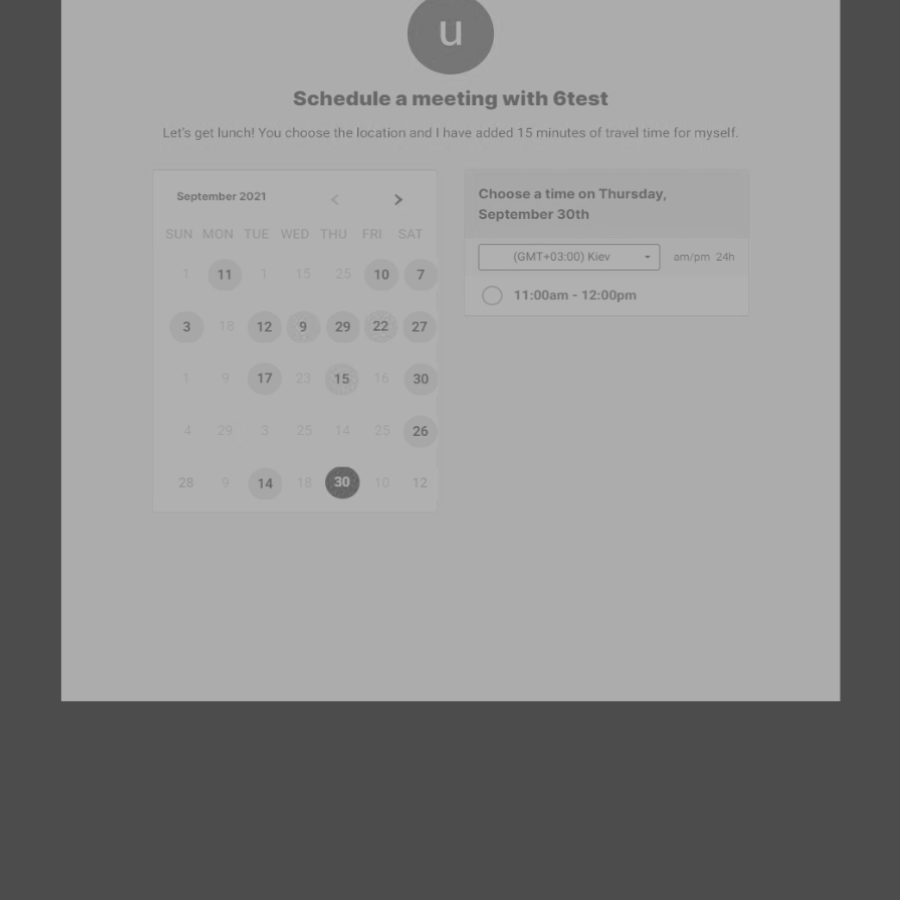 u
Schedule a meeting with 6test
Let's get lunch! You choose the location and I have added 15 minutes of travel time for myself.
September 2021 < >
SUN MON TUE WED THU FRI SAT
1 11 1 15 25 10 7
3 18 12 9 29 22 27
1 9 17 23 15 16 30
4 29 3 25 14 25 26
28 9 14 18 30 10 12
Choose a time on Thursday,
September 30th
(GMT+03:00) Kiev am/pm 24h
11:00am - 12:00pm